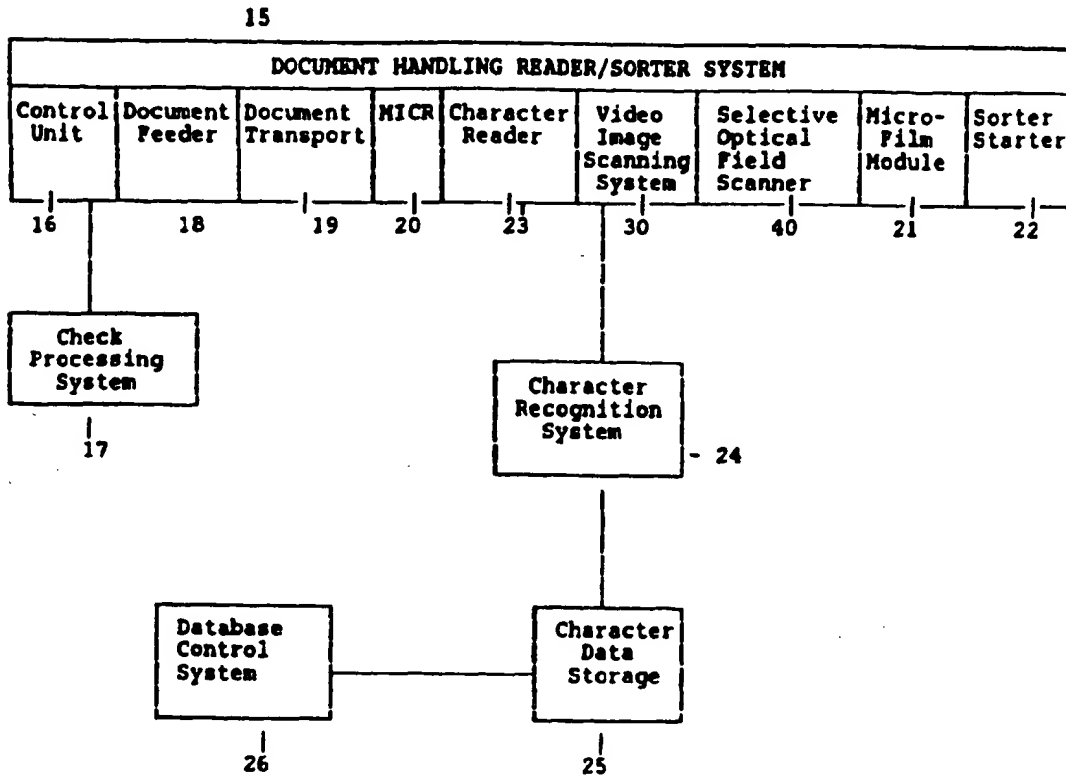 15
DOCUMENT HANDLING READER/SORTER SYSTEM
Control Unit
Document Feeder
Document Transport
MICR
Character Reader
Video Image Scanning System
Selective Optical Field Scanner
Micro-Film Module
Sorter Starter
16 18 19 20 23 30 40 21 22
Check
Processing
System
17
Character
Recognition
System
- 24
Database
Control
System
26
Character
Data
Storage
25